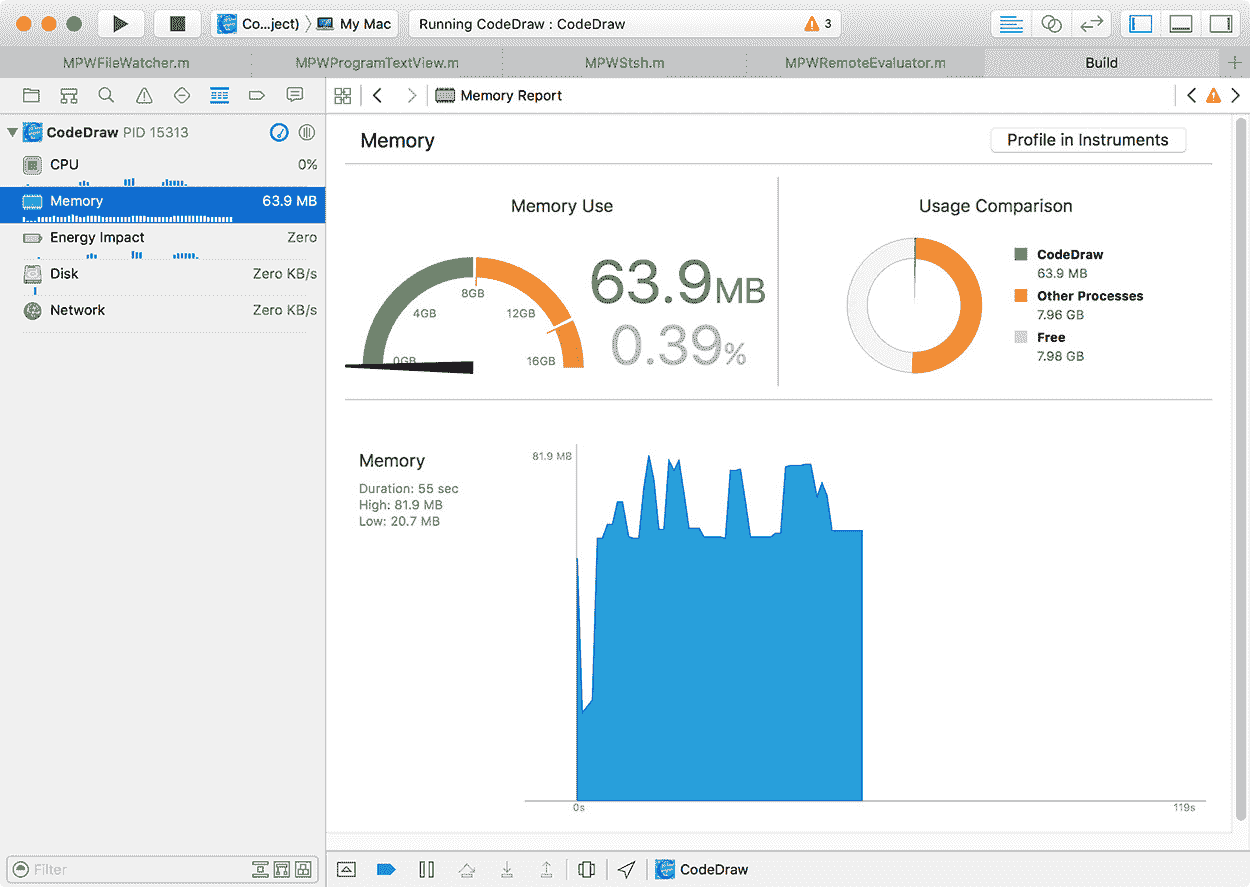 Co...ject) 〉 My Mac
Running CodeDraw : CodeDraw
3
MPWFileWatcher.m
MPWProgramTextView.m
MPWStsh.m
MPWRemoteEvaluator.m
Build
Memory Report
CodeDraw PID 15313
CPU 0%
Memory 63.9 MB
Energy Impact Zero
Disk Zero KB/s
Network Zero KB/s
Memory
Profile in Instruments
Memory Use
0GB
4GB
8GB
12GB
16GB
63.9MB
0.39%
Usage Comparison
CodeDraw
63.9 MB
Other Processes
7.96 GB
Free
7.98 GB
Memory
Duration: 55 sec
High: 81.9 MB
Low: 20.7 MB
81.9 MB
0s
119s
Filter
CodeDraw